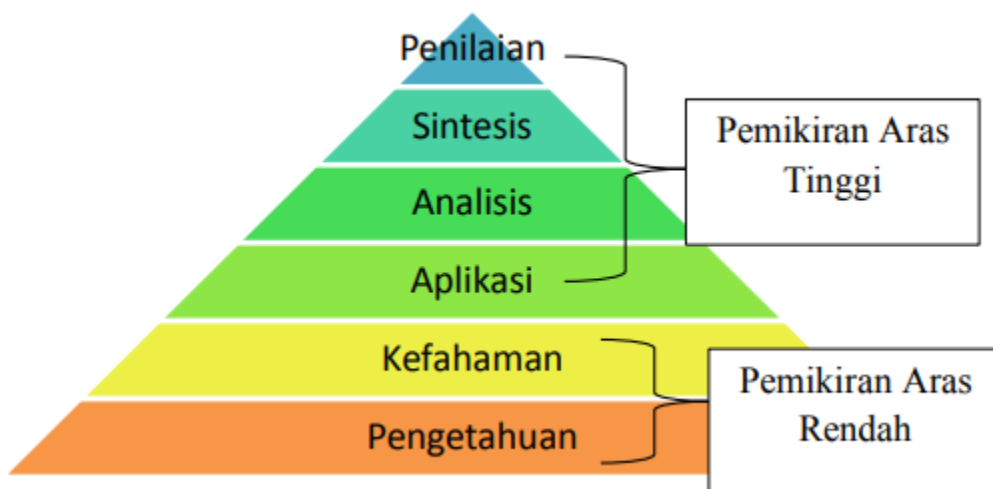 Penilaian
Sintesis
Analisis
Aplikasi
Kefahaman
Pengetahuan
Pemikiran Aras
Tinggi
Pemikiran Aras
Rendah